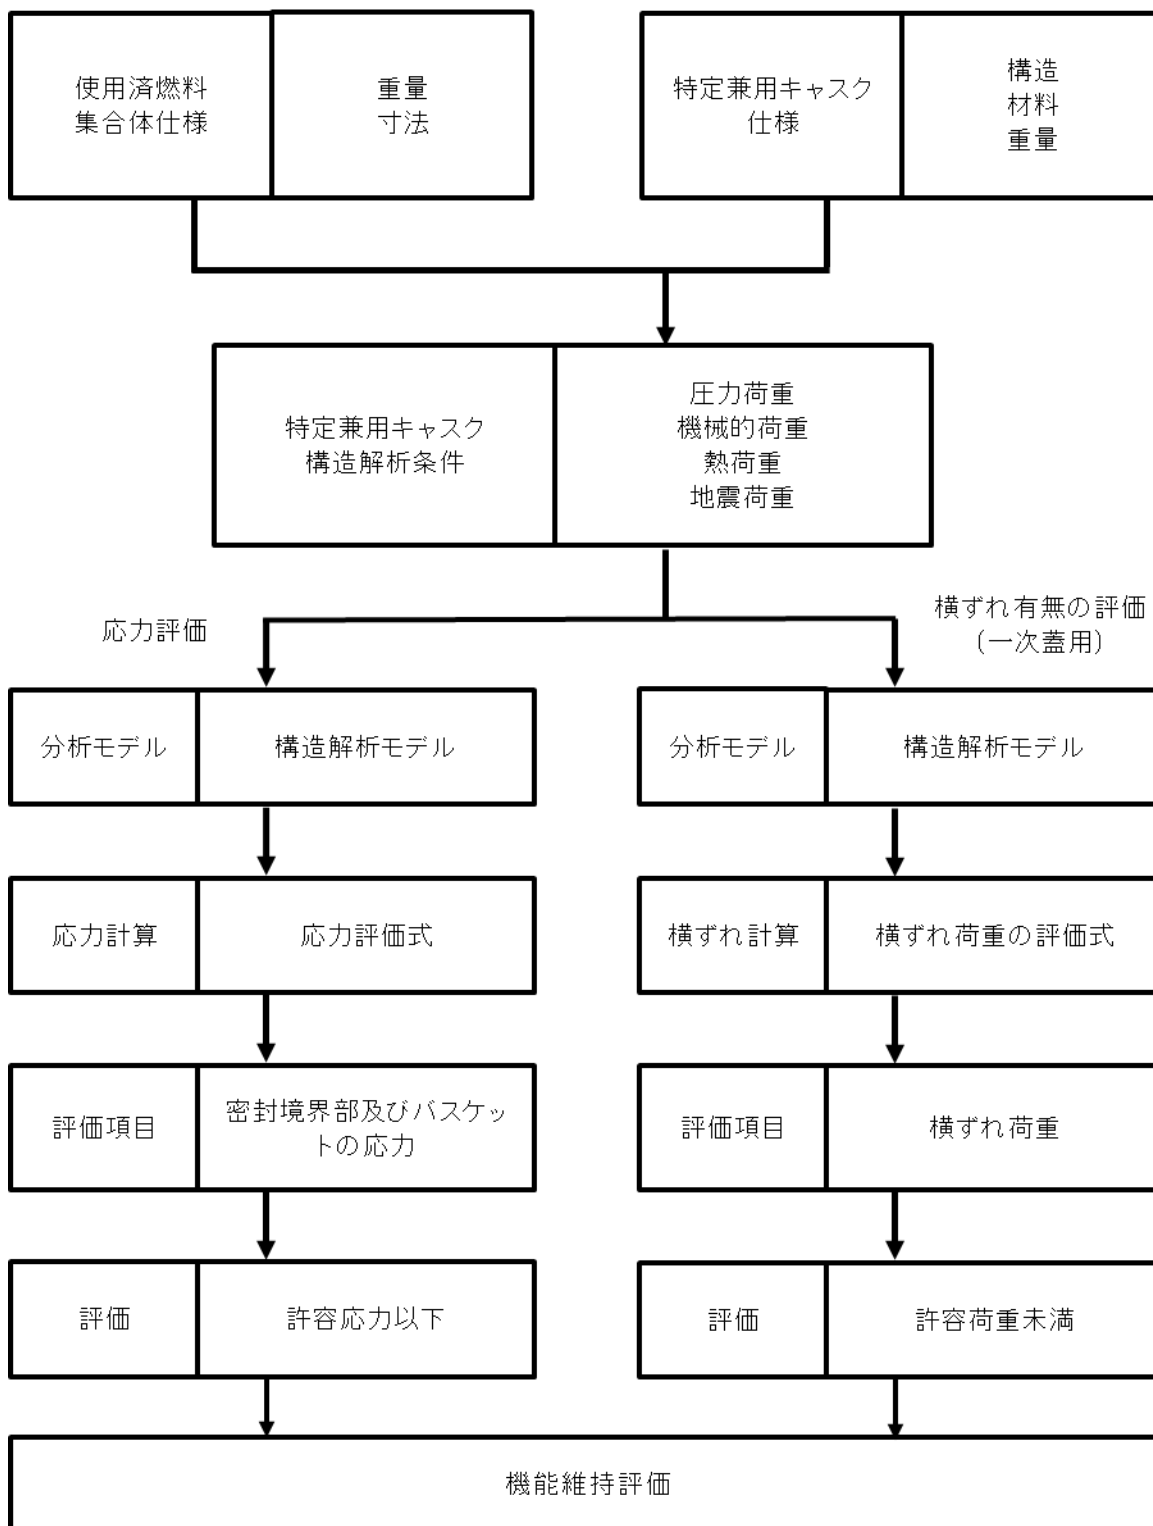 使用済燃料
集合体仕様
重量
寸法
特定兼用キャスク
仕様
構造
材料
重量
特定兼用キャスク
構造解析条件
圧力荷重
機械的荷重
熱荷重
地震荷重
応力評価
横ずれ有無の評価
(一次蓋用)
分析モデル
構造解析モデル
分析モデル
構造解析モデル
応力計算
応力評価式
横ずれ計算
横ずれ荷重の評価式
評価項目
密封境界部及びバスケッ
トの応力
評価項目
横ずれ荷重
評価
許容応力以下
評価
許容荷重未満
機能維持評価